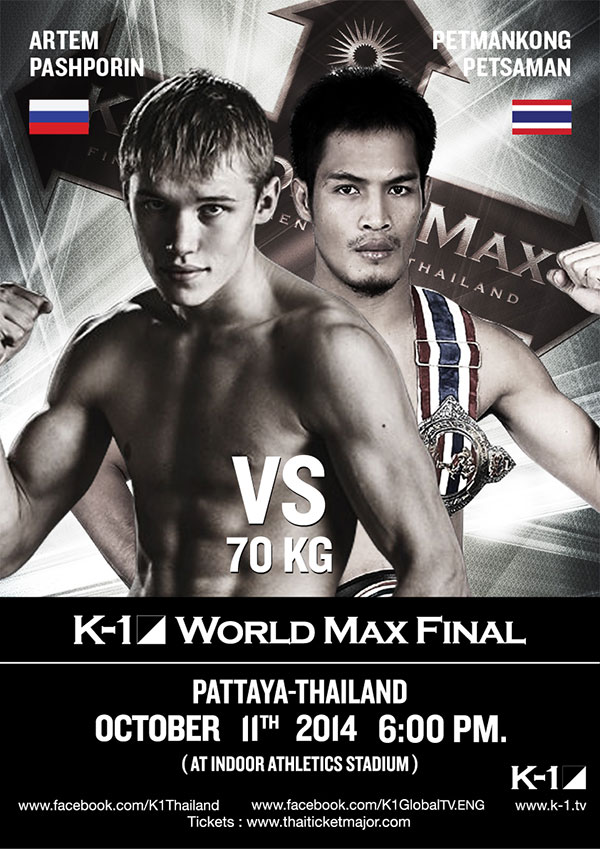 ARTEM
PASHPORIN
PETMANKONG
PETSAMAN
MAX
THAILAND
VS
70 KG
K-1 WORLD MAX FINAL
PATTAYA-THAILAND
OCTOBER 11TH 2014 6:00 PM.
( AT INDOOR ATHLETICS STADIUM )
K-1
www.facebook.com/K1Thailand www.facebook.com/K1GlobalTV.ENG www.k-1.tv
Tickets : www.thaiticketmajor.com